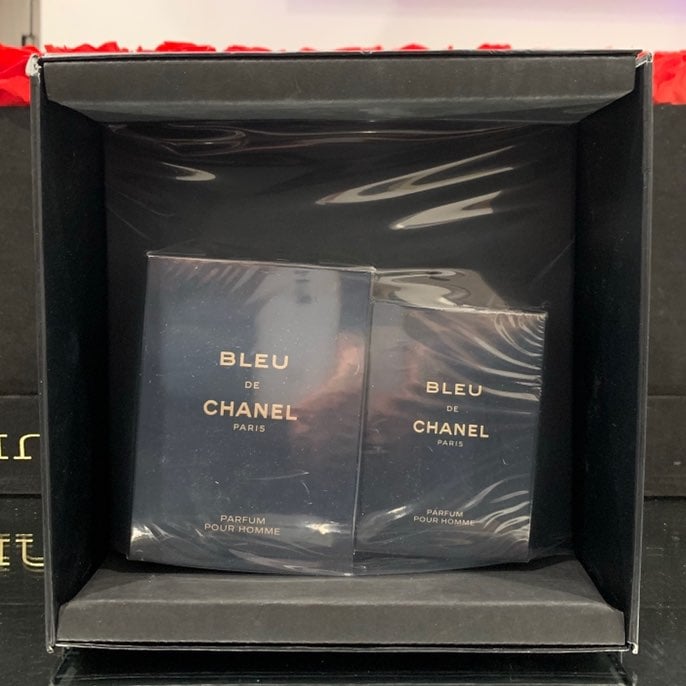 BLEU
DE
CHANEL
PARIS
PARFUM
POUR HOMME
BLEU
DE
CHANEL
PARIS
PARFUM
POUR HOMME